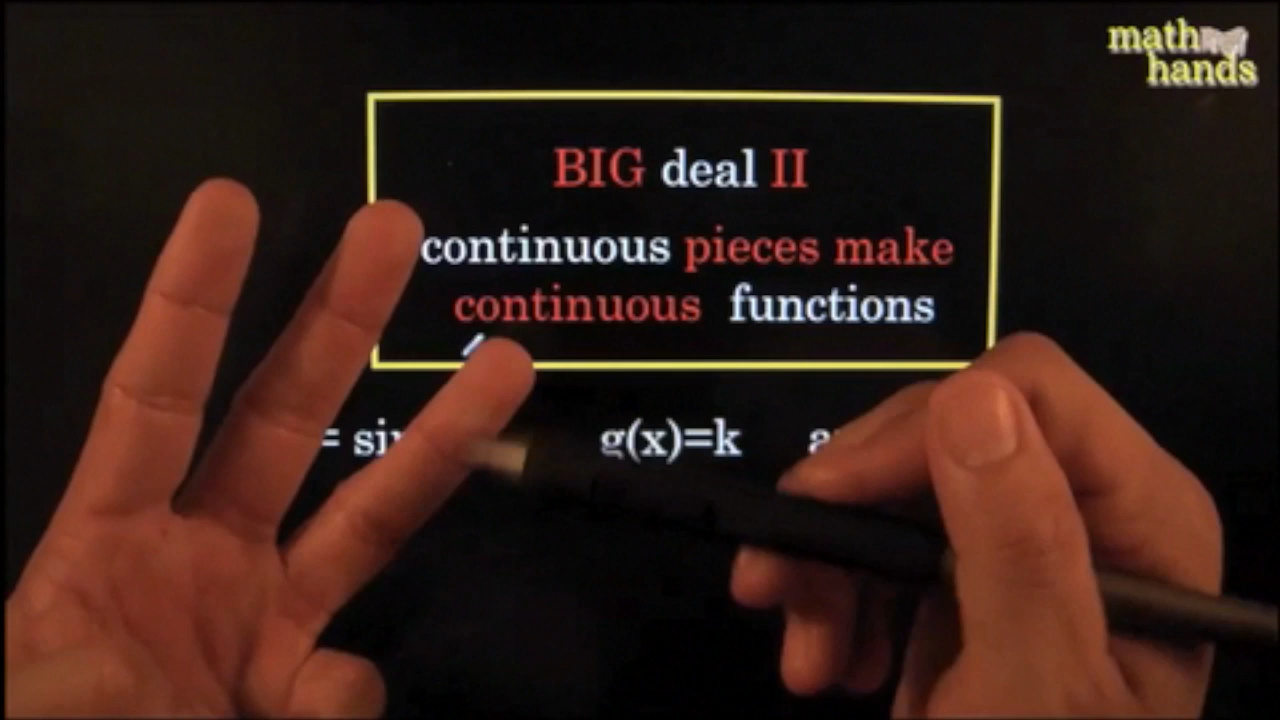 math
hands
BIG deal II
continuous pieces make
continuous functions
= g(x)=k